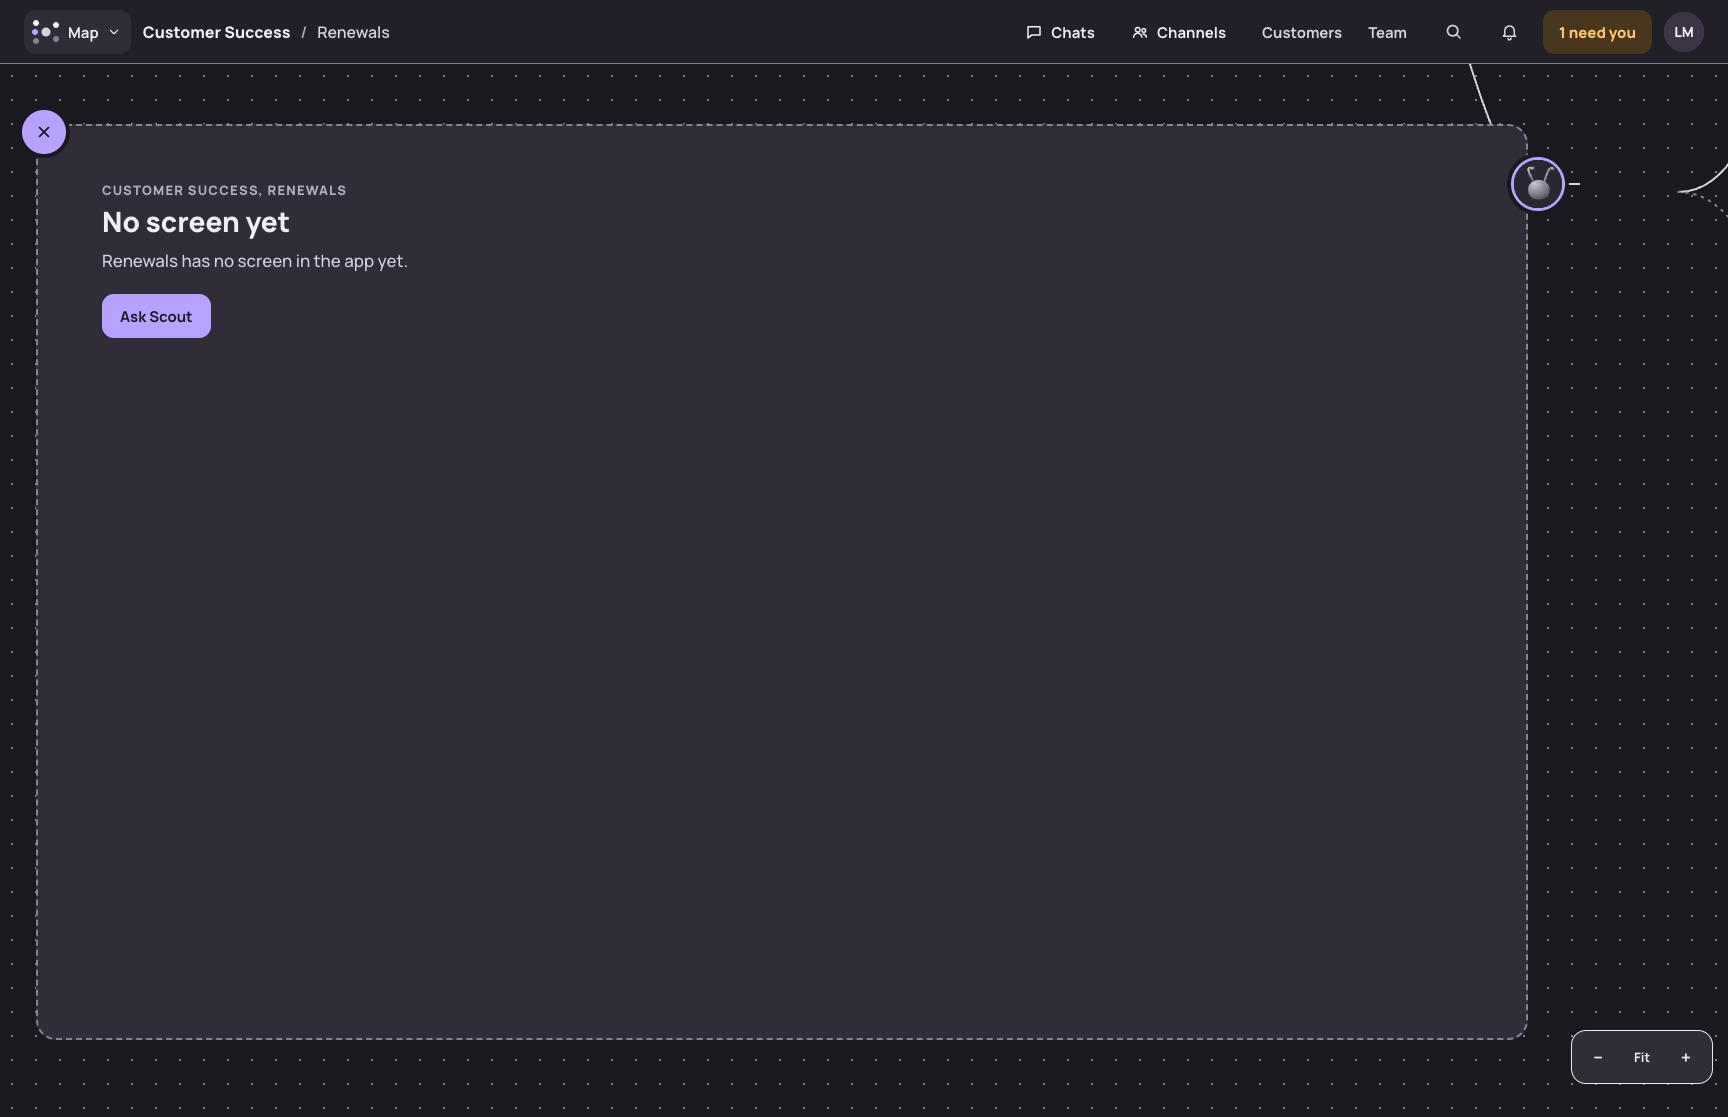 Map
Customer Success / Renewals
Chats
Channels
Customers
Team
1 need you
LM
CUSTOMER SUCCESS, RENEWALS
No screen yet
Renewals has no screen in the app yet.
Ask Scout
− Fit +